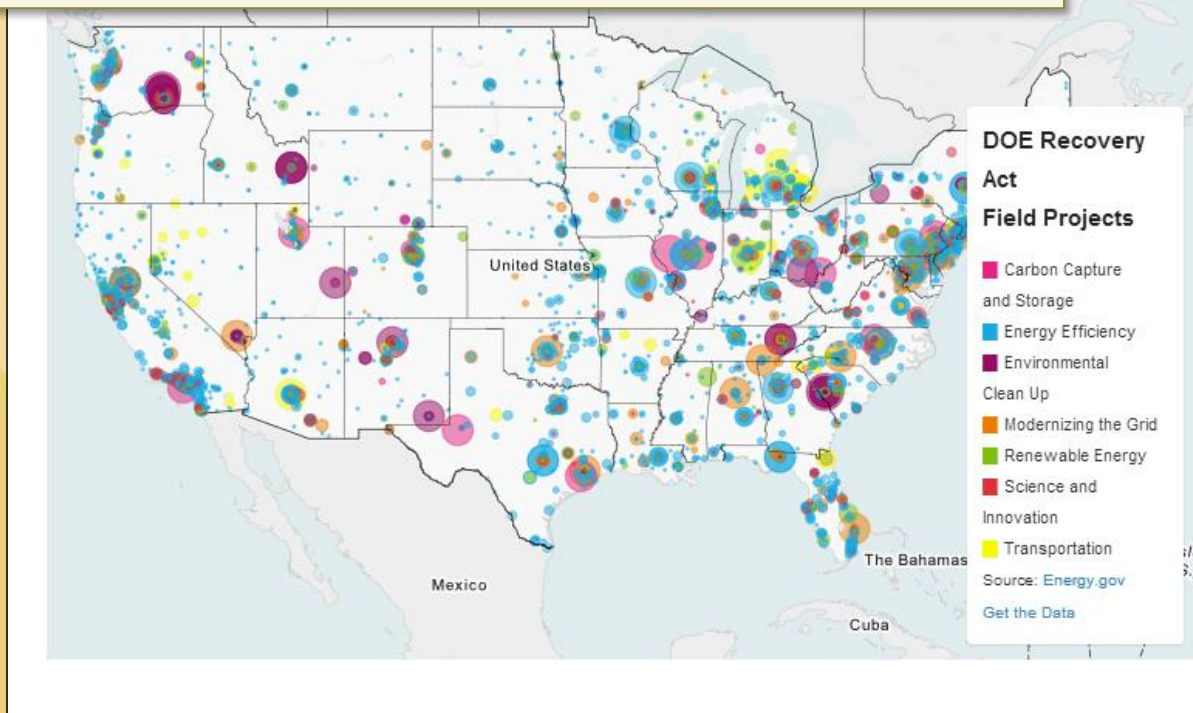 United States
Mexico
The Bahamas
Cuba
DOE Recovery
Act
Field Projects
Carbon Capture
and Storage
Energy Efficiency
Environmental
Clean Up
Modernizing the Grid
Renewable Energy
Science and
Innovation
Transportation
Source: Energy.gov
Get the Data